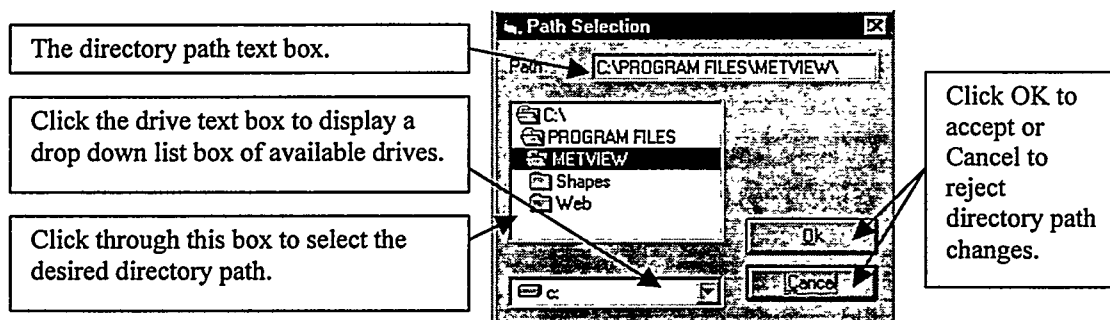 The directory path text box.
Click the drive text box to display a
drop down list box of available drives.
Click through this box to select the
desired directory path.
Path Selection
Path
C:\PROGRAM FILES\METVIEW\
C:\
PROGRAM FILES
METVIEW
Shapes
Web
c:
Ok
Cancel
Click OK to
accept or
Cancel to
reject
directory path
changes.